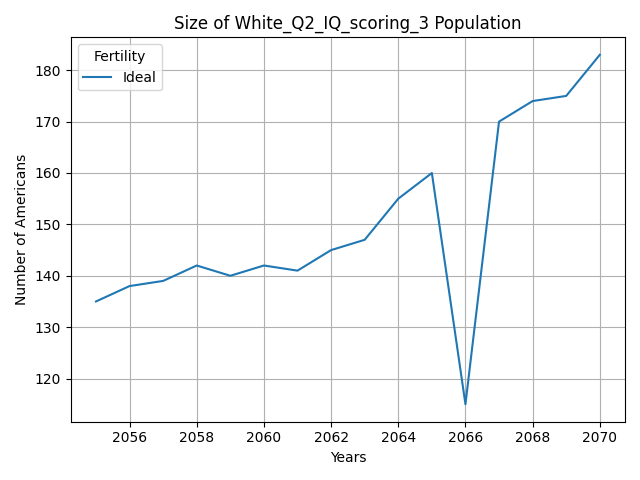 Size of White_Q2_IQ_scoring_3 Population
Fertility
Ideal
Number of Americans
180
170
160
150
140
130
120
2056 2058 2060 2062 2064 2066 2068 2070
Years